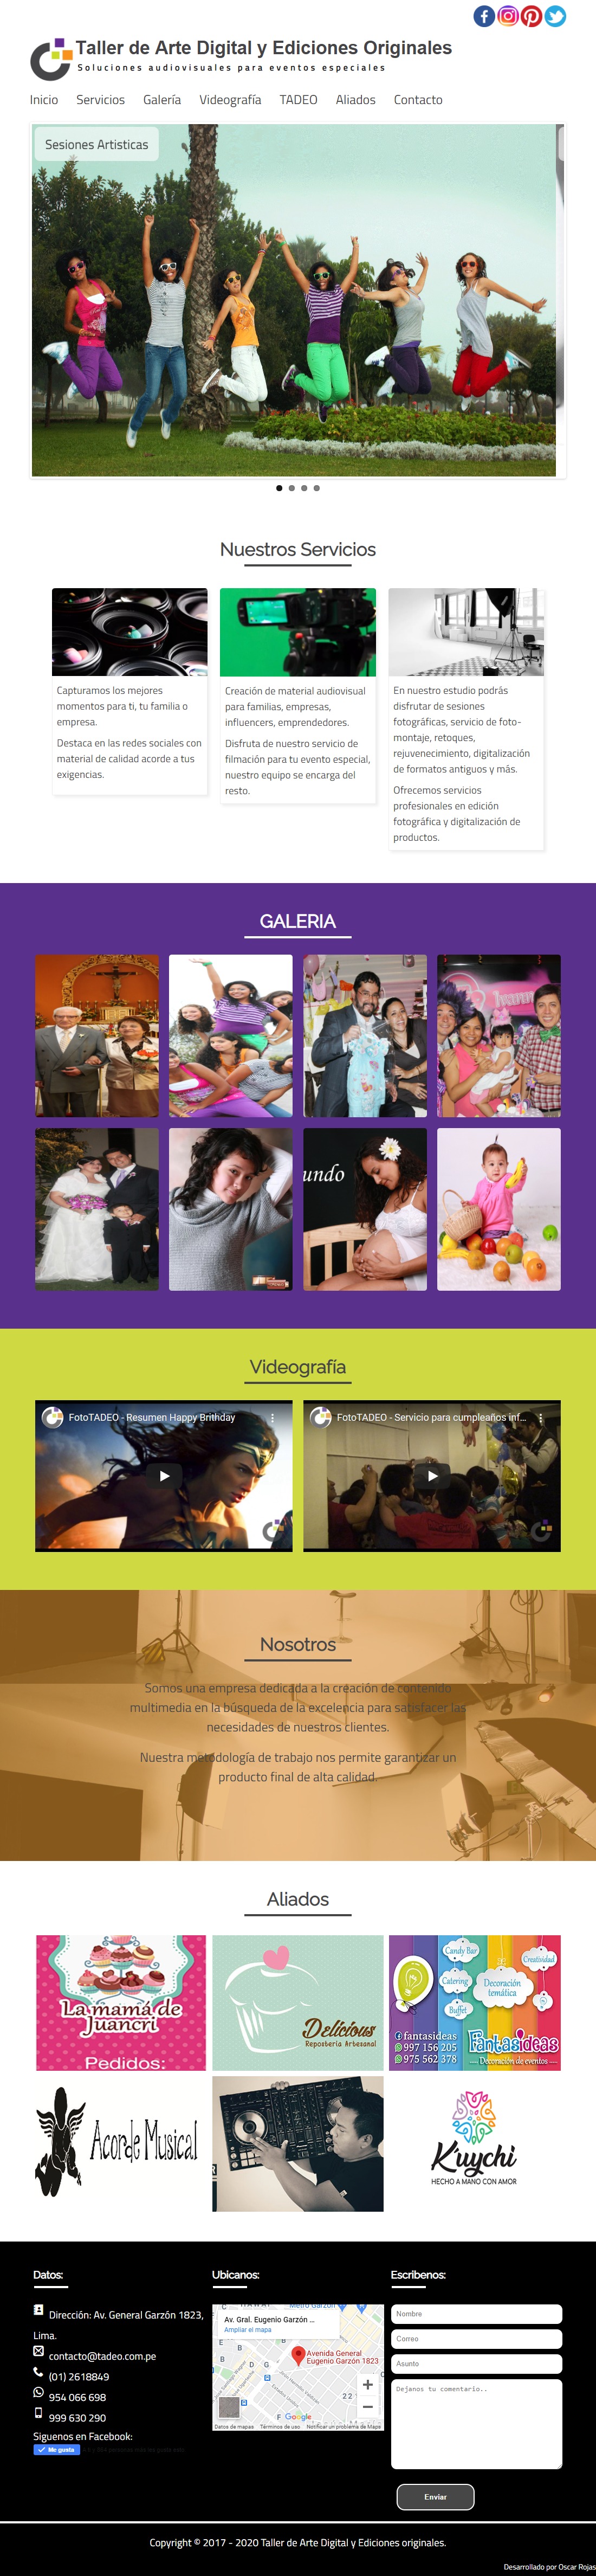 Taller de Arte Digital y Ediciones Originales
Soluciones audiovisuales para eventos especiales
Inicio Servicios Galería Videografía TADEO Aliados Contacto
Sesiones Artisticas
Nuestros Servicios
Capturamos los mejores
momentos para ti, tu familia o
empresa.
Destaca en las redes sociales con
material de calidad acorde a tus
exigencias.
Creación de material audiovisual
para familias, empresas,
influencers, emprendedores.
Disfruta de nuestro servicio de
filmación para tu evento especial,
nuestro equipo se encarga del
resto.
En nuestro estudio podrás
disfrutar de sesiones
fotográficas, servicio de foto-
montaje, retoques,
rejuvenecimiento, digitalización
de formatos antiguos y más.
Ofrecemos servicios
profesionales en edición
fotográfica y digitalización de
productos.
GALERIA
undo
Videografía
FotoTADEO - Resumen Happy Brithday
FotoTADEO - Servicio para cumpleaños inf...
Nosotros
Somos una empresa dedicada a la creación de contenido
multimedia en la búsqueda de la excelencia para satisfacer las
necesidades de nuestros clientes.
Nuestra metodología de trabajo nos permite garantizar un
producto final de alta calidad.
Aliados
La mamá de
Juancri
Pedidos:
Delicious
Repostería Artesanal
Candy Bar
Creatividad
Catering
Decoración
temática
Buffet
fantasideas
997 156 205
975 562 378
Fantasideas
Decoración de eventos
Acorde Musical
K'uychi
HECHO A MANO CON AMOR
Datos:
Dirección: Av. General Garzón 1823,
Lima.
contacto@tadeo.com.pe
(01) 2618849
954 066 698
999 630 290
Siguenos en Facebook:
Me gusta
Ubicanos:
Metro Garzón
Av. Gral. Eugenio Garzón ...
Ampliar el mapa
Avenida General
Eugenio Garzón 1823
Google
Datos de mapas Términos de uso Notificar un problema de Maps
Escribenos:
Nombre
Correo
Asunto
Dejanos tu comentario..
Enviar
Copyright © 2017 - 2020 Taller de Arte Digital y Ediciones originales.
Desarrollado por Oscar Rojas